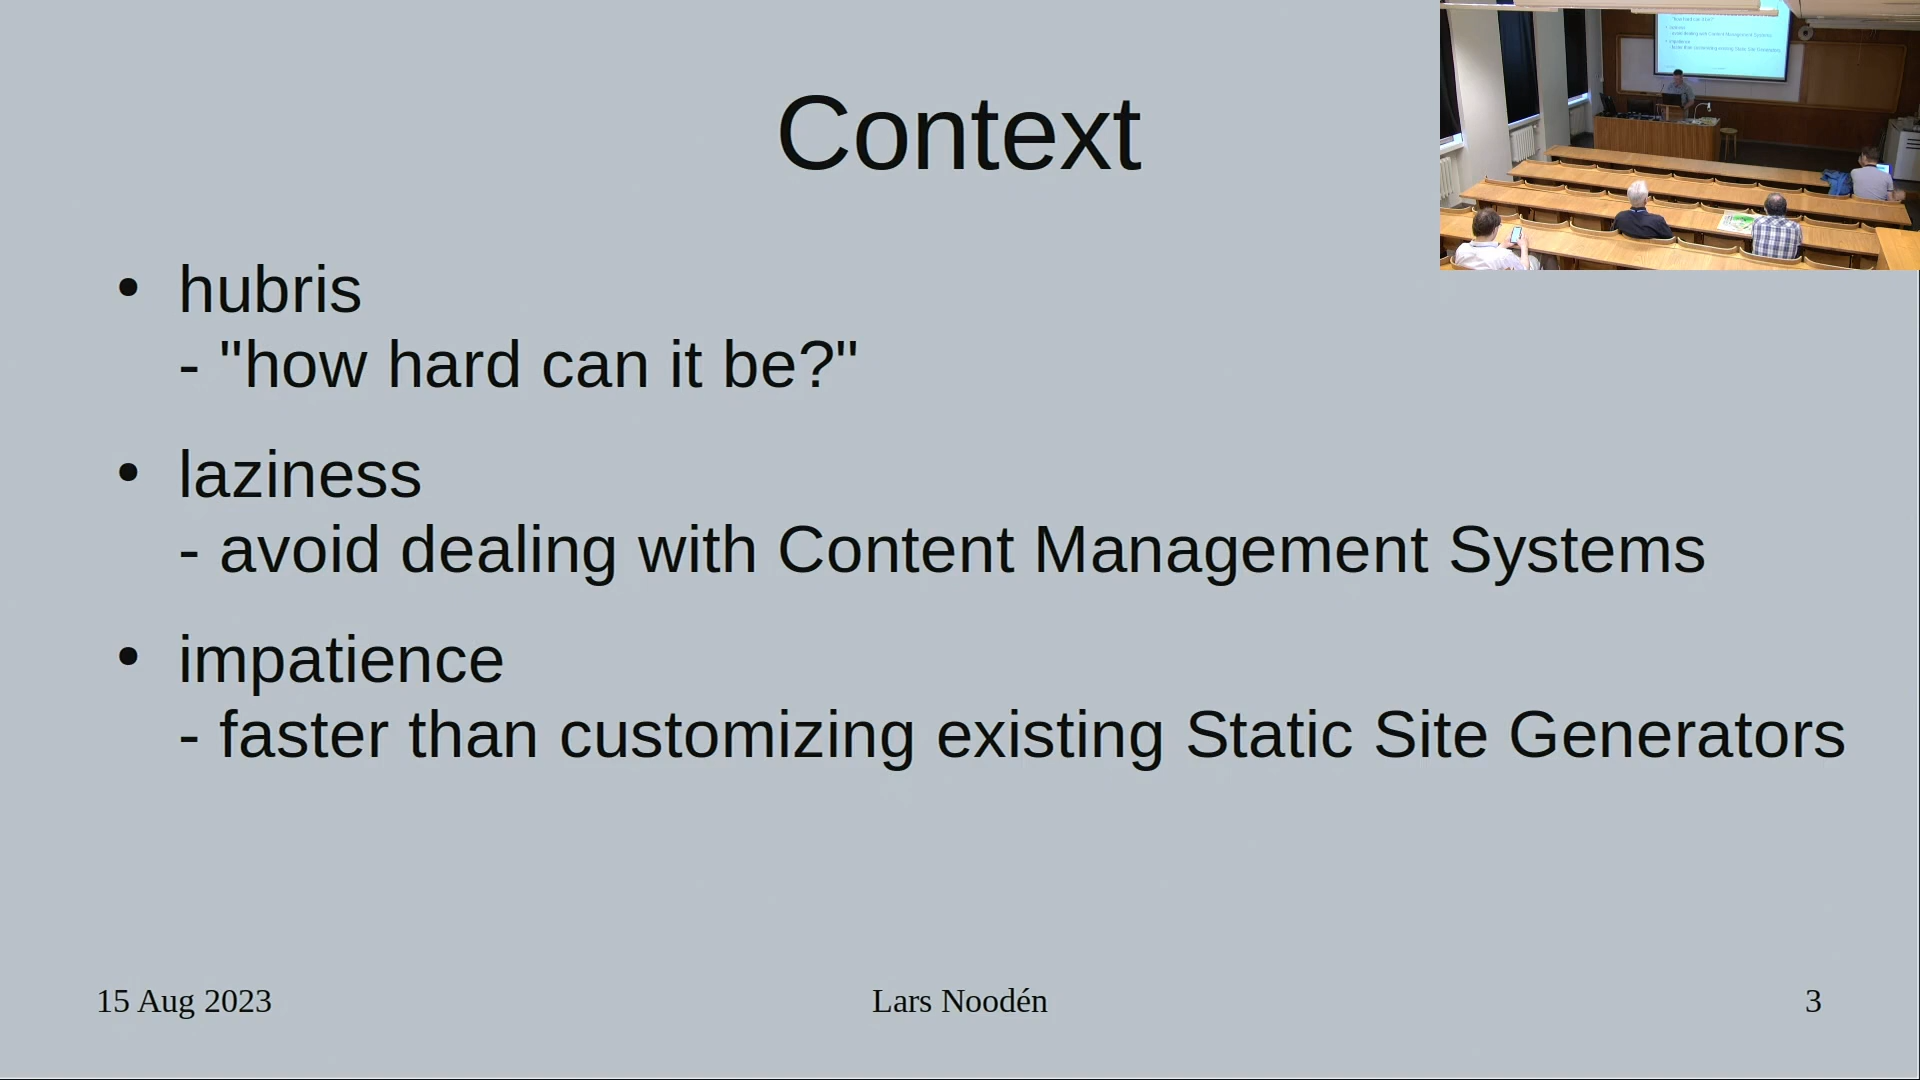 Context
• hubris
- "how hard can it be?"
• laziness
- avoid dealing with Content Management Systems
• impatience
- faster than customizing existing Static Site Generators
15 Aug 2023
Lars Noodén
3